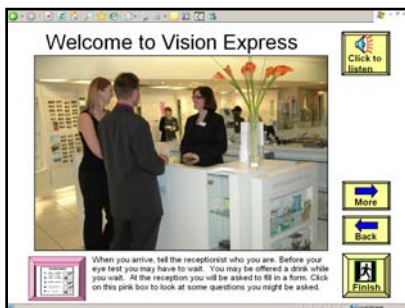 Welcome to Vision Express
Click to
listen
More
Back
When you arrive, tell the receptionist who you are. Before your
eye test you may have to wait. You may be offered a drink while
you wait. At the reception you will be asked to fill in a form. Click
on this pink box to look at some questions you might be asked.
Finish